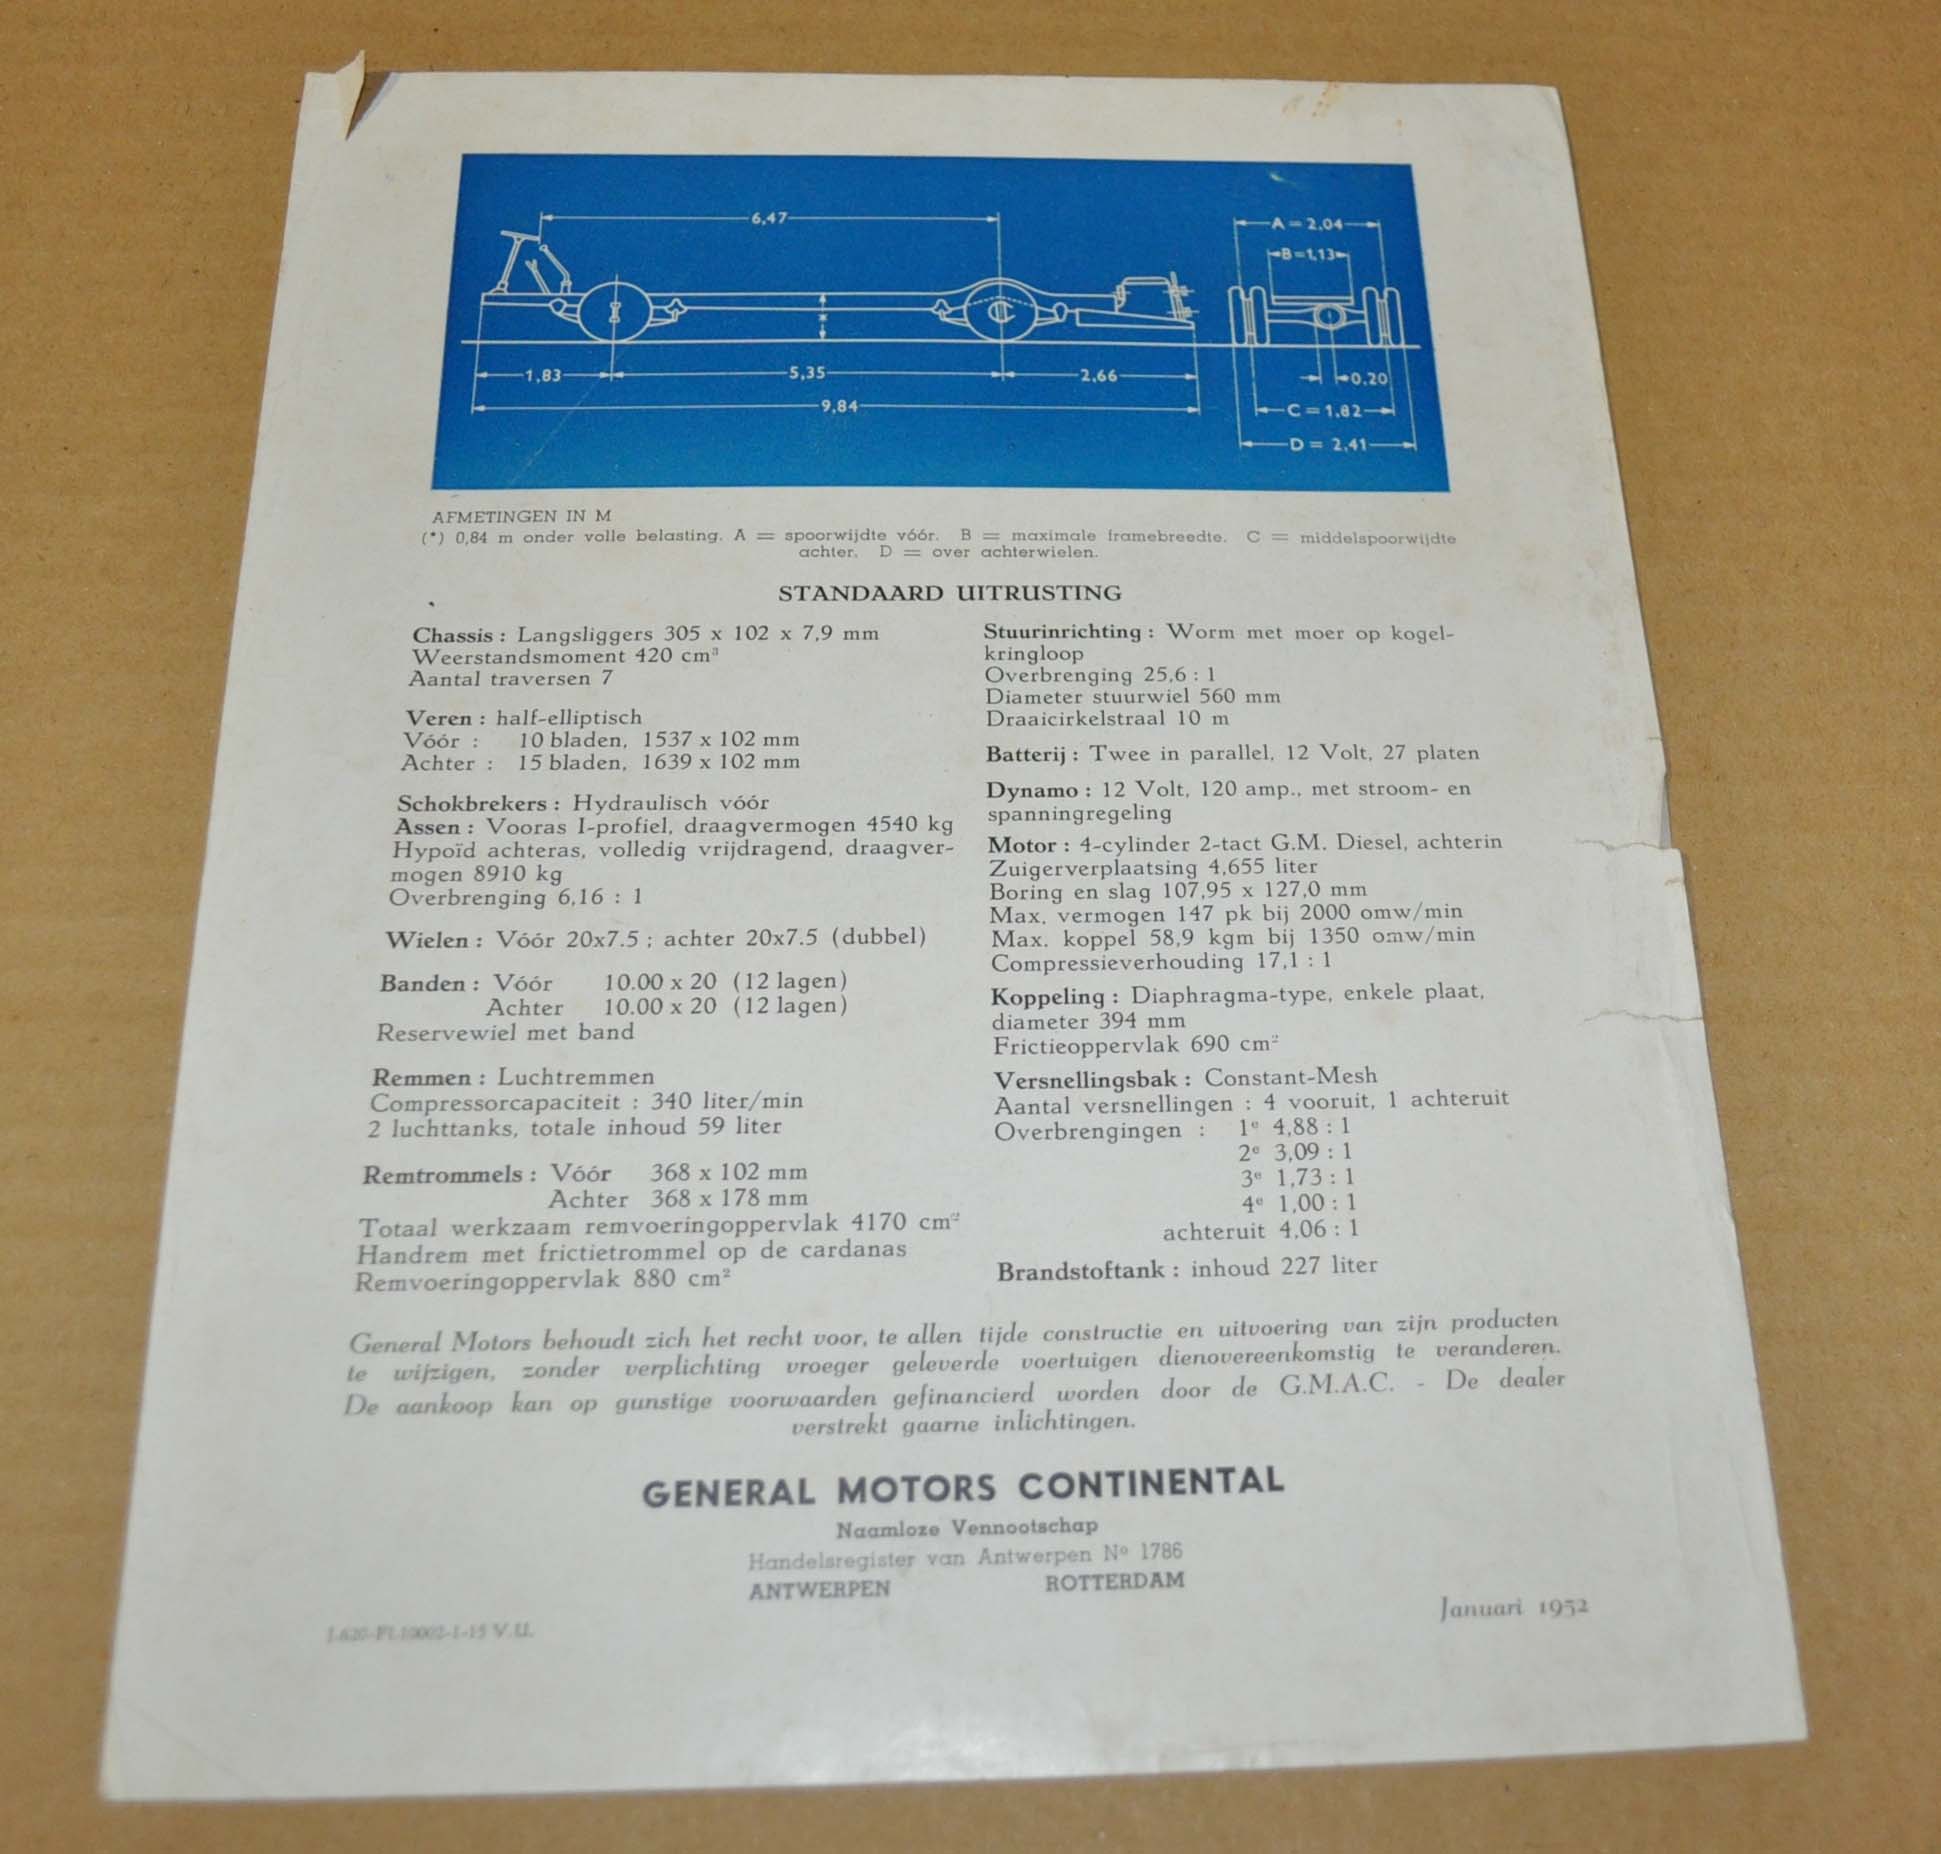 6,47
A = 2,04
B = 1,13
1,83
5,35
2,66
0.20
9,84
C = 1,82
D = 2,41
AFMETINGEN IN M
(*) 0,84 m onder volle belasting. A = spoorwijdte vóór. B = maximale framebreedte. C = middelspoorwijdte
achter. D = over achterwielen.
STANDAARD UITRUSTING
Chassis : Langsliggers 305 x 102 x 7,9 mm
Weerstandsmoment 420 cm³
Aantal traversen 7
Veren : half-elliptisch
Vóór : 10 bladen, 1537 x 102 mm
Achter : 15 bladen, 1639 x 102 mm
Schokbrekers : Hydraulisch vóór
Assen : Vooras I-profiel, draagvermogen 4540 kg
Hypoïd achteras, volledig vrijdragend, draagver-
mogen 8910 kg
Overbrenging 6,16 : 1
Wielen : Vóór 20x7.5 ; achter 20x7.5 (dubbel)
Banden : Vóór 10.00 x 20 (12 lagen)
Achter 10.00 x 20 (12 lagen)
Reservewiel met band
Remmen : Luchtremmen
Compressorcapaciteit : 340 liter/min
2 luchttanks, totale inhoud 59 liter
Remtrommels : Vóór 368 x 102 mm
Achter 368 x 178 mm
Totaal werkzaam remvoeringoppervlak 4170 cm²
Handrem met frictietrommel op de cardanas
Remvoeringoppervlak 880 cm²
Stuurinrichting : Worm met moer op kogel-
kringloop
Overbrenging 25,6 : 1
Diameter stuurwiel 560 mm
Draaicirkelstraal 10 m
Batterij : Twee in parallel, 12 Volt, 27 platen
Dynamo : 12 Volt, 120 amp., met stroom- en
spanningregeling
Motor : 4-cylinder 2-tact G.M. Diesel, achterin
Zuigerverplaatsing 4,655 liter
Boring en slag 107,95 x 127,0 mm
Max. vermogen 147 pk bij 2000 omw/min
Max. koppel 58,9 kgm bij 1350 omw/min
Compressieverhouding 17,1 : 1
Koppeling : Diaphragma-type, enkele plaat,
diameter 394 mm
Frictieoppervlak 690 cm²
Versnellingsbak : Constant-Mesh
Aantal versnellingen : 4 vooruit, 1 achteruit
Overbrengingen : 1e 4,88 : 1
2e 3,09 : 1
3e 1,73 : 1
4e 1,00 : 1
achteruit 4,06 : 1
Brandstoftank : inhoud 227 liter
General Motors behoudt zich het recht voor, te allen tijde constructie en uitvoering van zijn producten
te wijzigen, zonder verplichting vroeger geleverde voertuigen dienovereenkomstig te veranderen.
De aankoop kan op gunstige voorwaarden gefinancierd worden door de G.M.A.C. - De dealer
verstrekt gaarne inlichtingen.
GENERAL MOTORS CONTINENTAL
Naamloze Vennootschap
Handelsregister van Antwerpen No 1786
ANTWERPEN ROTTERDAM
Januari 1952
V.U.